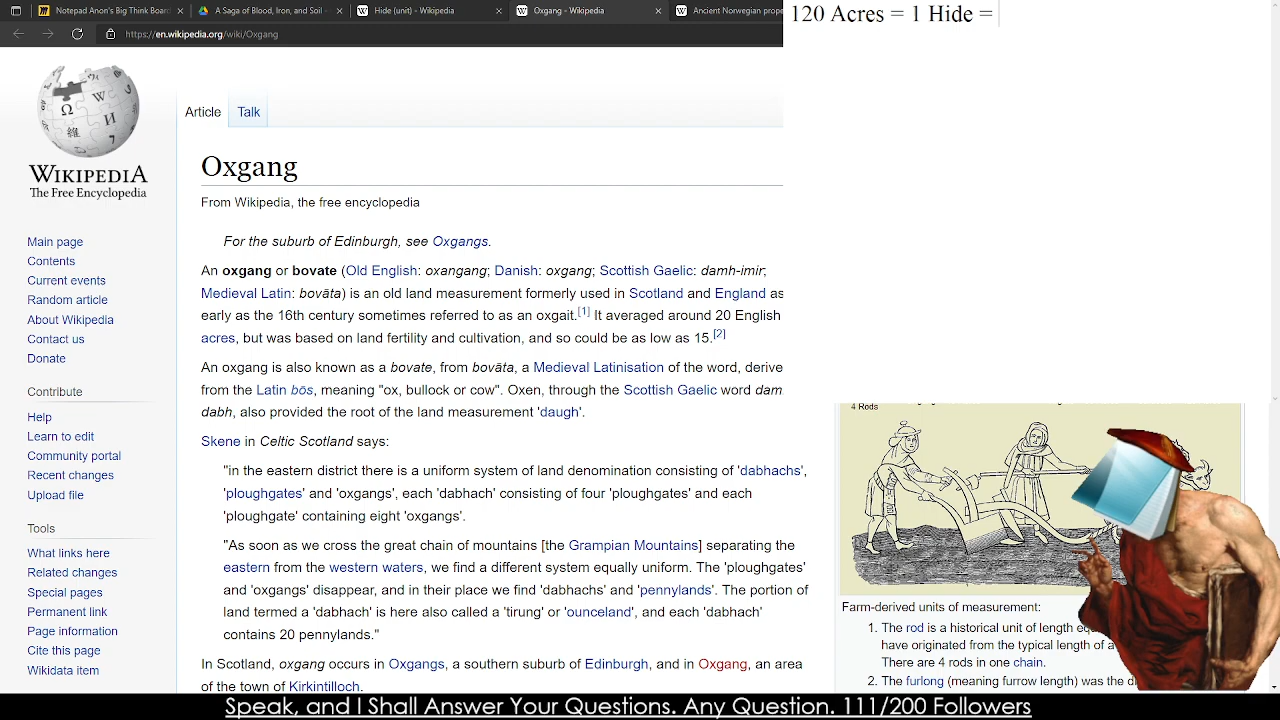 Notepad Anon's Big Think Board
A Saga of Blood, Iron, and Soil -
Hide (unit) - Wikipedia
Oxgang - Wikipedia
Ancient Norwegian prop
https://en.wikipedia.org/wiki/Oxgang
120 Acres = 1 Hide =
WIKIPEDIA
The Free Encyclopedia
Main page
Contents
Current events
Random article
About Wikipedia
Contact us
Donate
Contribute
Help
Learn to edit
Community portal
Recent changes
Upload file
Tools
What links here
Related changes
Special pages
Permanent link
Page information
Cite this page
Wikidata item
Article
Talk
Oxgang
From Wikipedia, the free encyclopedia
For the suburb of Edinburgh, see Oxgangs.
An oxgang or bovate (Old English: oxangang; Danish: oxgang; Scottish Gaelic: damh-imir;
Medieval Latin: bovāta) is an old land measurement formerly used in Scotland and England as
early as the 16th century sometimes referred to as an oxgait.[1] It averaged around 20 English
acres, but was based on land fertility and cultivation, and so could be as low as 15.[2]
An oxgang is also known as a bovate, from bovāta, a Medieval Latinisation of the word, derive
from the Latin bōs, meaning "ox, bullock or cow". Oxen, through the Scottish Gaelic word dam
dabh, also provided the root of the land measurement 'daugh'.
Skene in Celtic Scotland says:
"in the eastern district there is a uniform system of land denomination consisting of 'dabhachs',
'ploughgates' and 'oxgangs', each 'dabhach' consisting of four 'ploughgates' and each
'ploughgate' containing eight 'oxgangs'.
"As soon as we cross the great chain of mountains [the Grampian Mountains] separating the
eastern from the western waters, we find a different system equally uniform. The 'ploughgates'
and 'oxgangs' disappear, and in their place we find 'dabhachs' and 'pennylands'. The portion of
land termed a 'dabhach' is here also called a 'tirung' or 'ounceland', and each 'dabhach'
contains 20 pennylands."
In Scotland, oxgang occurs in Oxgangs, a southern suburb of Edinburgh, and in Oxgang, an area
of the town of Kirkintilloch.
4 Rods
Farm-derived units of measurement:
1. The rod is a historical unit of length eq
have originated from the typical length of a
There are 4 rods in one chain.
2. The furlong (meaning furrow length) was the di
Speak, and I Shall Answer Your Questions. Any Question. 111/200 Followers